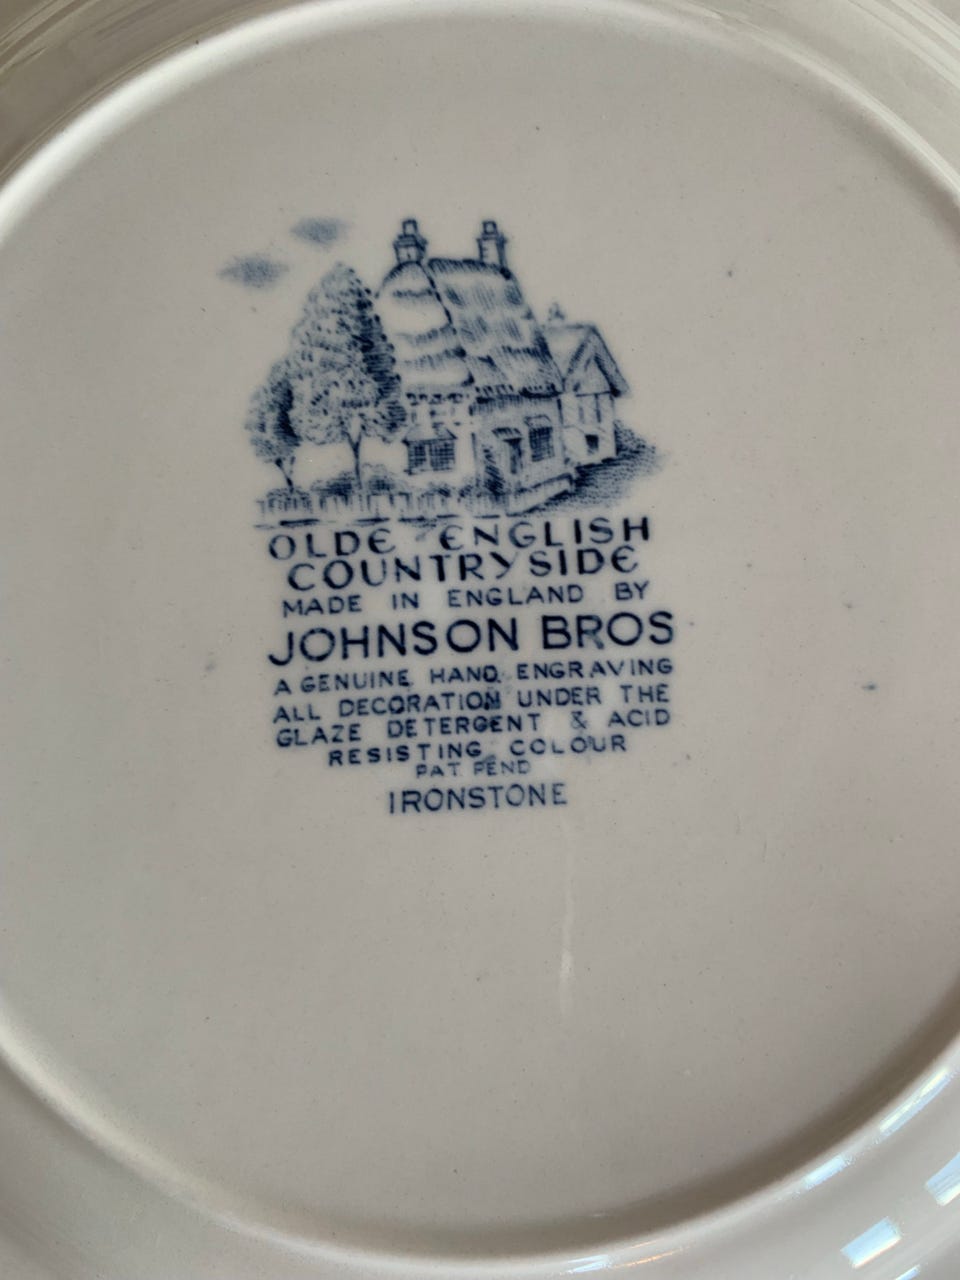 OLDE ENGLISH
COUNTRYSIDE
MADE IN ENGLAND BY
JOHNSON BROS
A GENUINE HAND ENGRAVING
ALL DECORATION UNDER THE
GLAZE DETERGENT & ACID
RESISTING COLOUR
PAT PEND
IRONSTONE